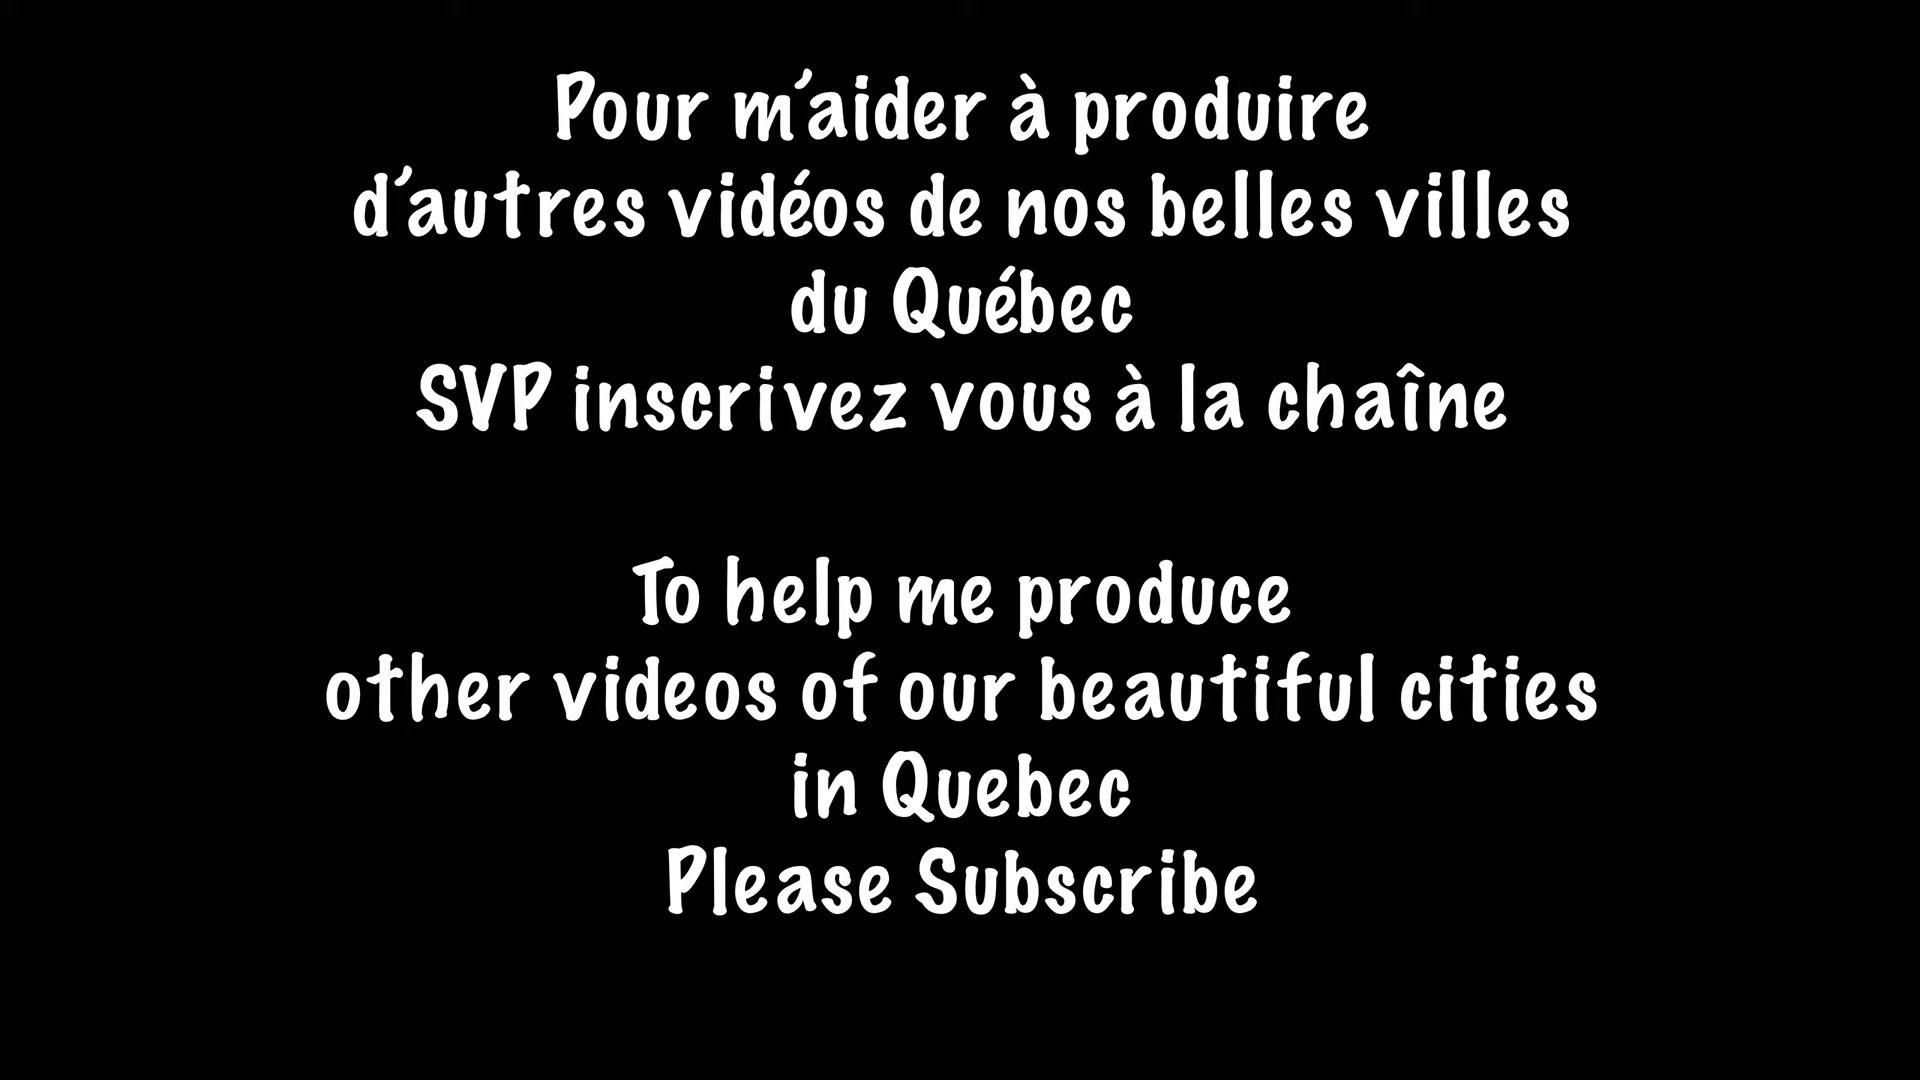 Pour m’aider à produire
d’autres vidéos de nos belles villes
du Québec
SVP inscrivez vous à la chaîne
To help me produce
other videos of our beautiful cities
in Quebec
Please Subscribe